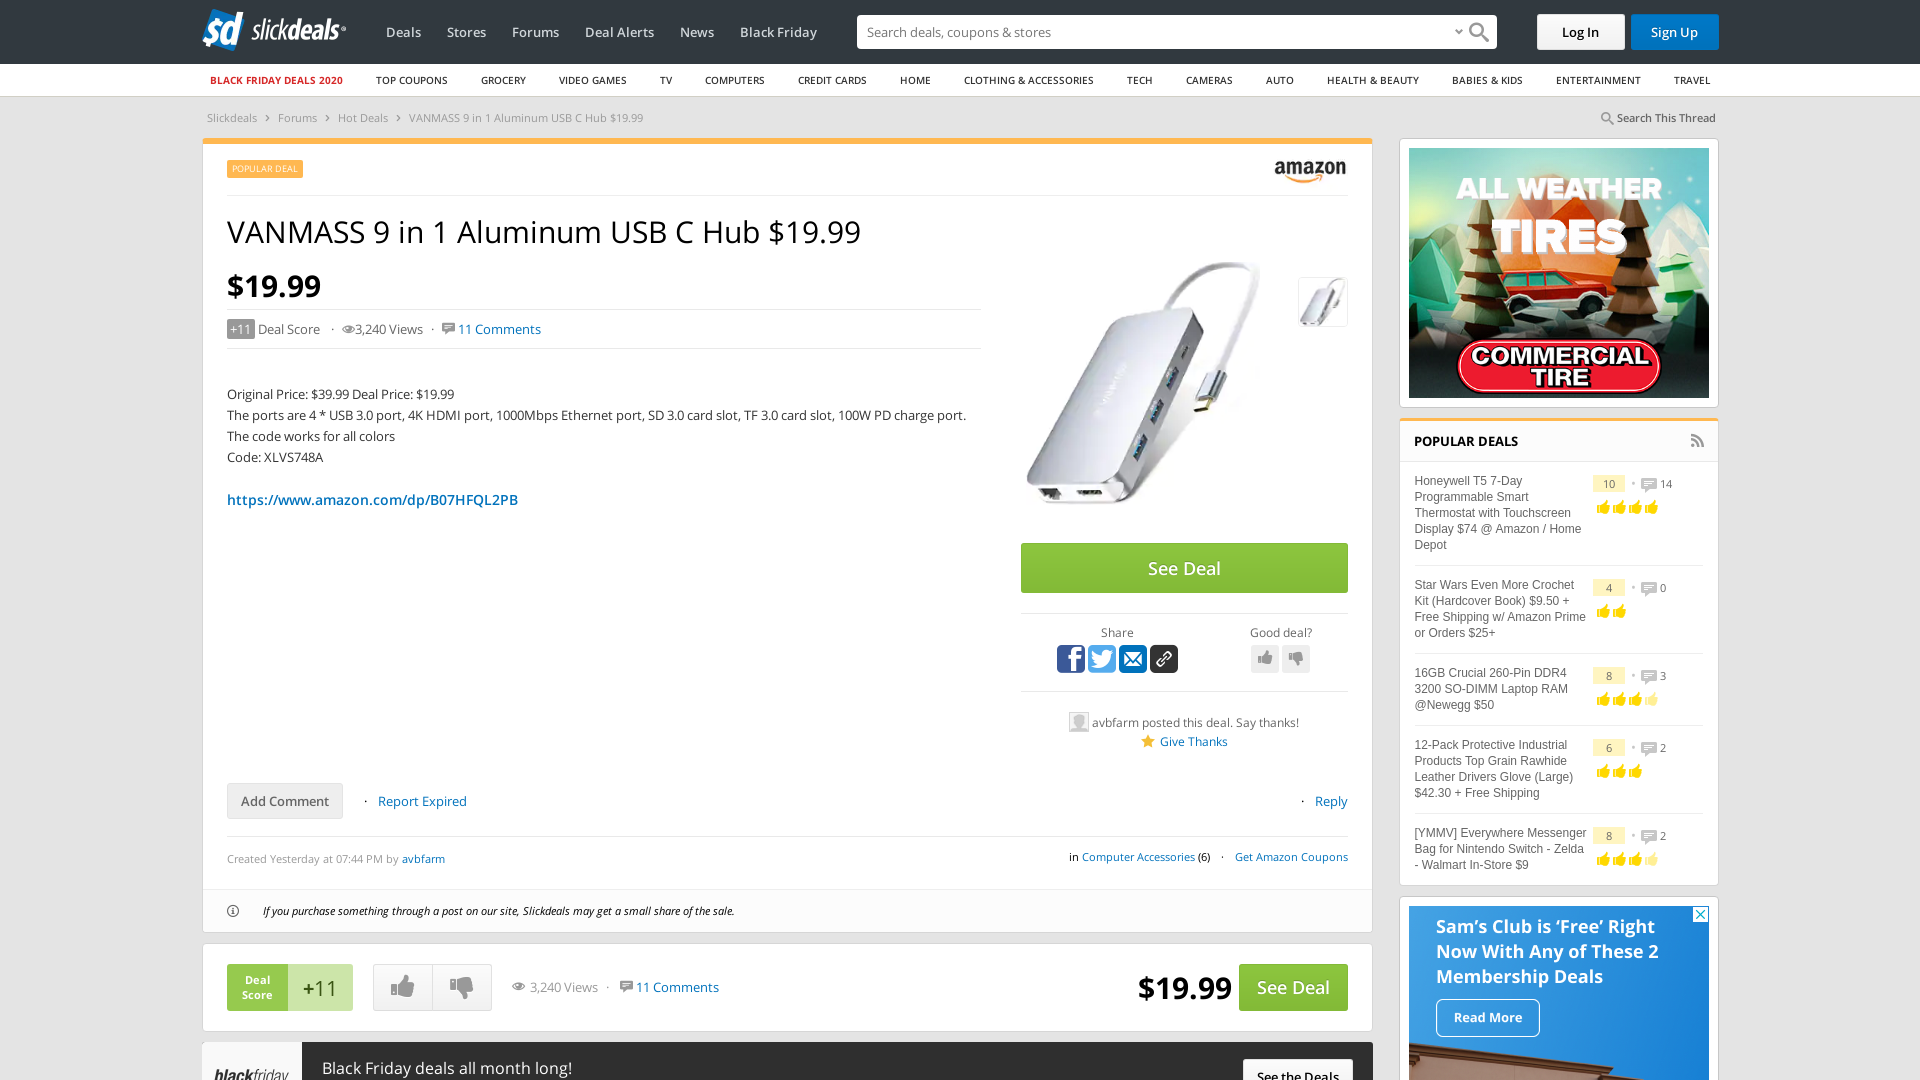 sd slickdeals
Deals Stores Forums Deal Alerts News Black Friday
Search deals, coupons & stores
Log In Sign Up
BLACK FRIDAY DEALS 2020 TOP COUPONS GROCERY VIDEO GAMES TV COMPUTERS CREDIT CARDS HOME CLOTHING & ACCESSORIES TECH CAMERAS AUTO HEALTH & BEAUTY BABIES & KIDS ENTERTAINMENT TRAVEL
Slickdeals > Forums > Hot Deals > VANMASS 9 in 1 Aluminum USB C Hub $19.99
Search This Thread
POPULAR DEAL
amazon
VANMASS 9 in 1 Aluminum USB C Hub $19.99
$19.99
+11 Deal Score · 3,240 Views · 11 Comments
Original Price: $39.99 Deal Price: $19.99
The ports are 4 * USB 3.0 port, 4K HDMI port, 1000Mbps Ethernet port, SD 3.0 card slot, TF 3.0 card slot, 100W PD charge port.
The code works for all colors
Code: XLVS748A
https://www.amazon.com/dp/B07HFQL2PB
VANMASS
See Deal
Share Good deal?
avbfarm posted this deal. Say thanks!
Give Thanks
Add Comment · Report Expired
· Reply
Created Yesterday at 07:44 PM by avbfarm
in Computer Accessories (6) · Get Amazon Coupons
If you purchase something through a post on our site, Slickdeals may get a small share of the sale.
Deal
Score
+11
3,240 Views · 11 Comments
$19.99 See Deal
blackfriday
Black Friday deals all month long!
See the Deals
ALL WEATHER
TIRES
COMMERCIAL
TIRE
POPULAR DEALS
Honeywell T5 7-Day
Programmable Smart
Thermostat with Touchscreen
Display $74 @ Amazon / Home
Depot
10 · 14
Star Wars Even More Crochet
Kit (Hardcover Book) $9.50 +
Free Shipping w/ Amazon Prime
or Orders $25+
4 · 0
16GB Crucial 260-Pin DDR4
3200 SO-DIMM Laptop RAM
@Newegg $50
8 · 3
12-Pack Protective Industrial
Products Top Grain Rawhide
Leather Drivers Glove (Large)
$42.30 + Free Shipping
6 · 2
[YMMV] Everywhere Messenger
Bag for Nintendo Switch - Zelda
- Walmart In-Store $9
8 · 2
Sam's Club is 'Free' Right
Now With Any of These 2
Membership Deals
Read More